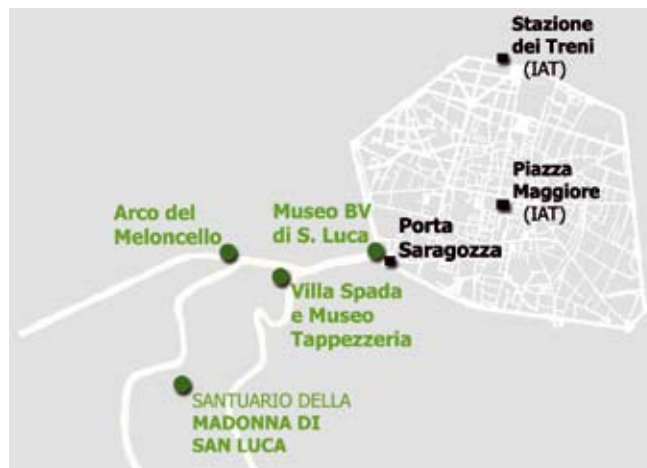 Stazione
dei Treni
(IAT)
Piazza
Maggiore
(IAT)
Arco del
Meloncello
Museo BV
di S. Luca
Porta
Saragozza
Villa Spada
e Museo
Tappezzeria
SANTUARIO DELLA
MADONNA DI
SAN LUCA